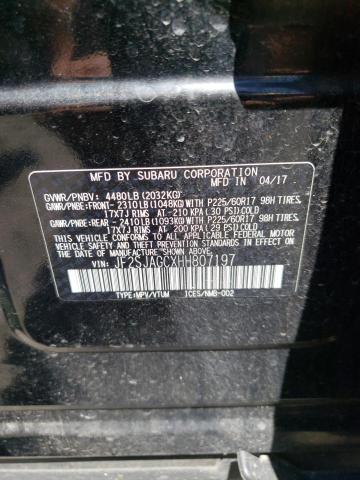 MFD BY SUBARU CORPORATION
MFD IN 04/17
GVWR/PNBV: 4480LB (2032KG)
GAWR/PNBE:FRONT- 2310LB (1048KG)WITH P225/60R17 98H TIRES,
17X7J RIMS AT-210 KPA(30 PSI)COLD
GAWR/PNBE:REAR - 2410LB (1093KG)WITH P225/60R17 98H TIRES,
17X7J RIMS AT 200 KPA(29 PSI)COLD
THIS VEHICLE CONFORMS TO ALL APPLICABLE FEDERAL MOTOR
VEHICLE SAFETY STANDARDS IN EFFECT ON THE DATE OF
MANUFACTURE SHOWN ABOVE.
VIN: JF2SJAGCXHH807197
TYPE:MPV/VTUM ICES/NMB-002